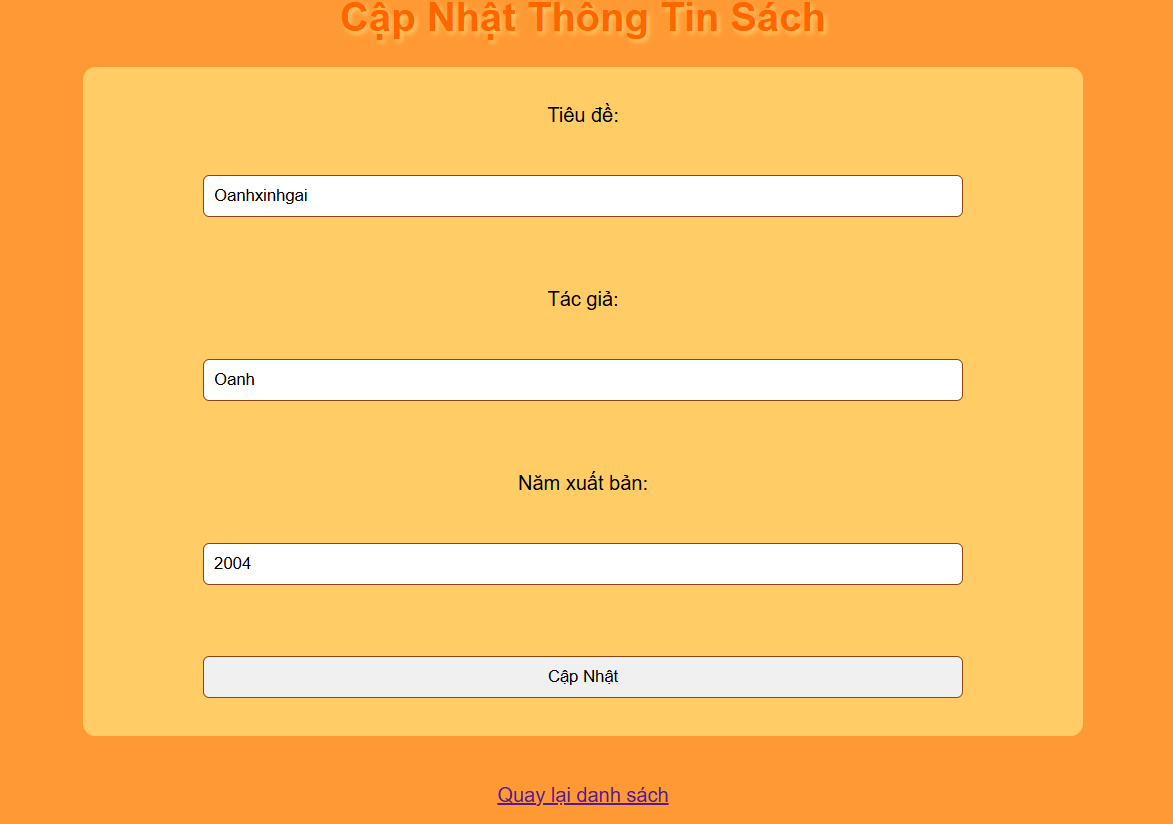 Cập Nhật Thông Tin Sách
Tiêu đề:
Oanhxinhgai
Tác giả:
Oanh
Năm xuất bản:
2004
Cập Nhật
Quay lại danh sách